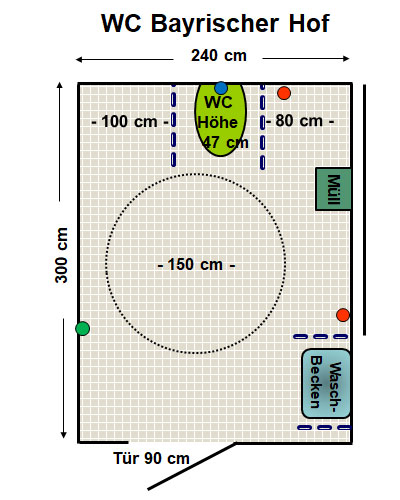 WC Bayrischer Hof
240 cm
WC
- 100 cm -
Höhe
- 80 cm -
47 cm
Müll
300 cm
- 150 cm -
Wasch-
Becken
Tür 90 cm